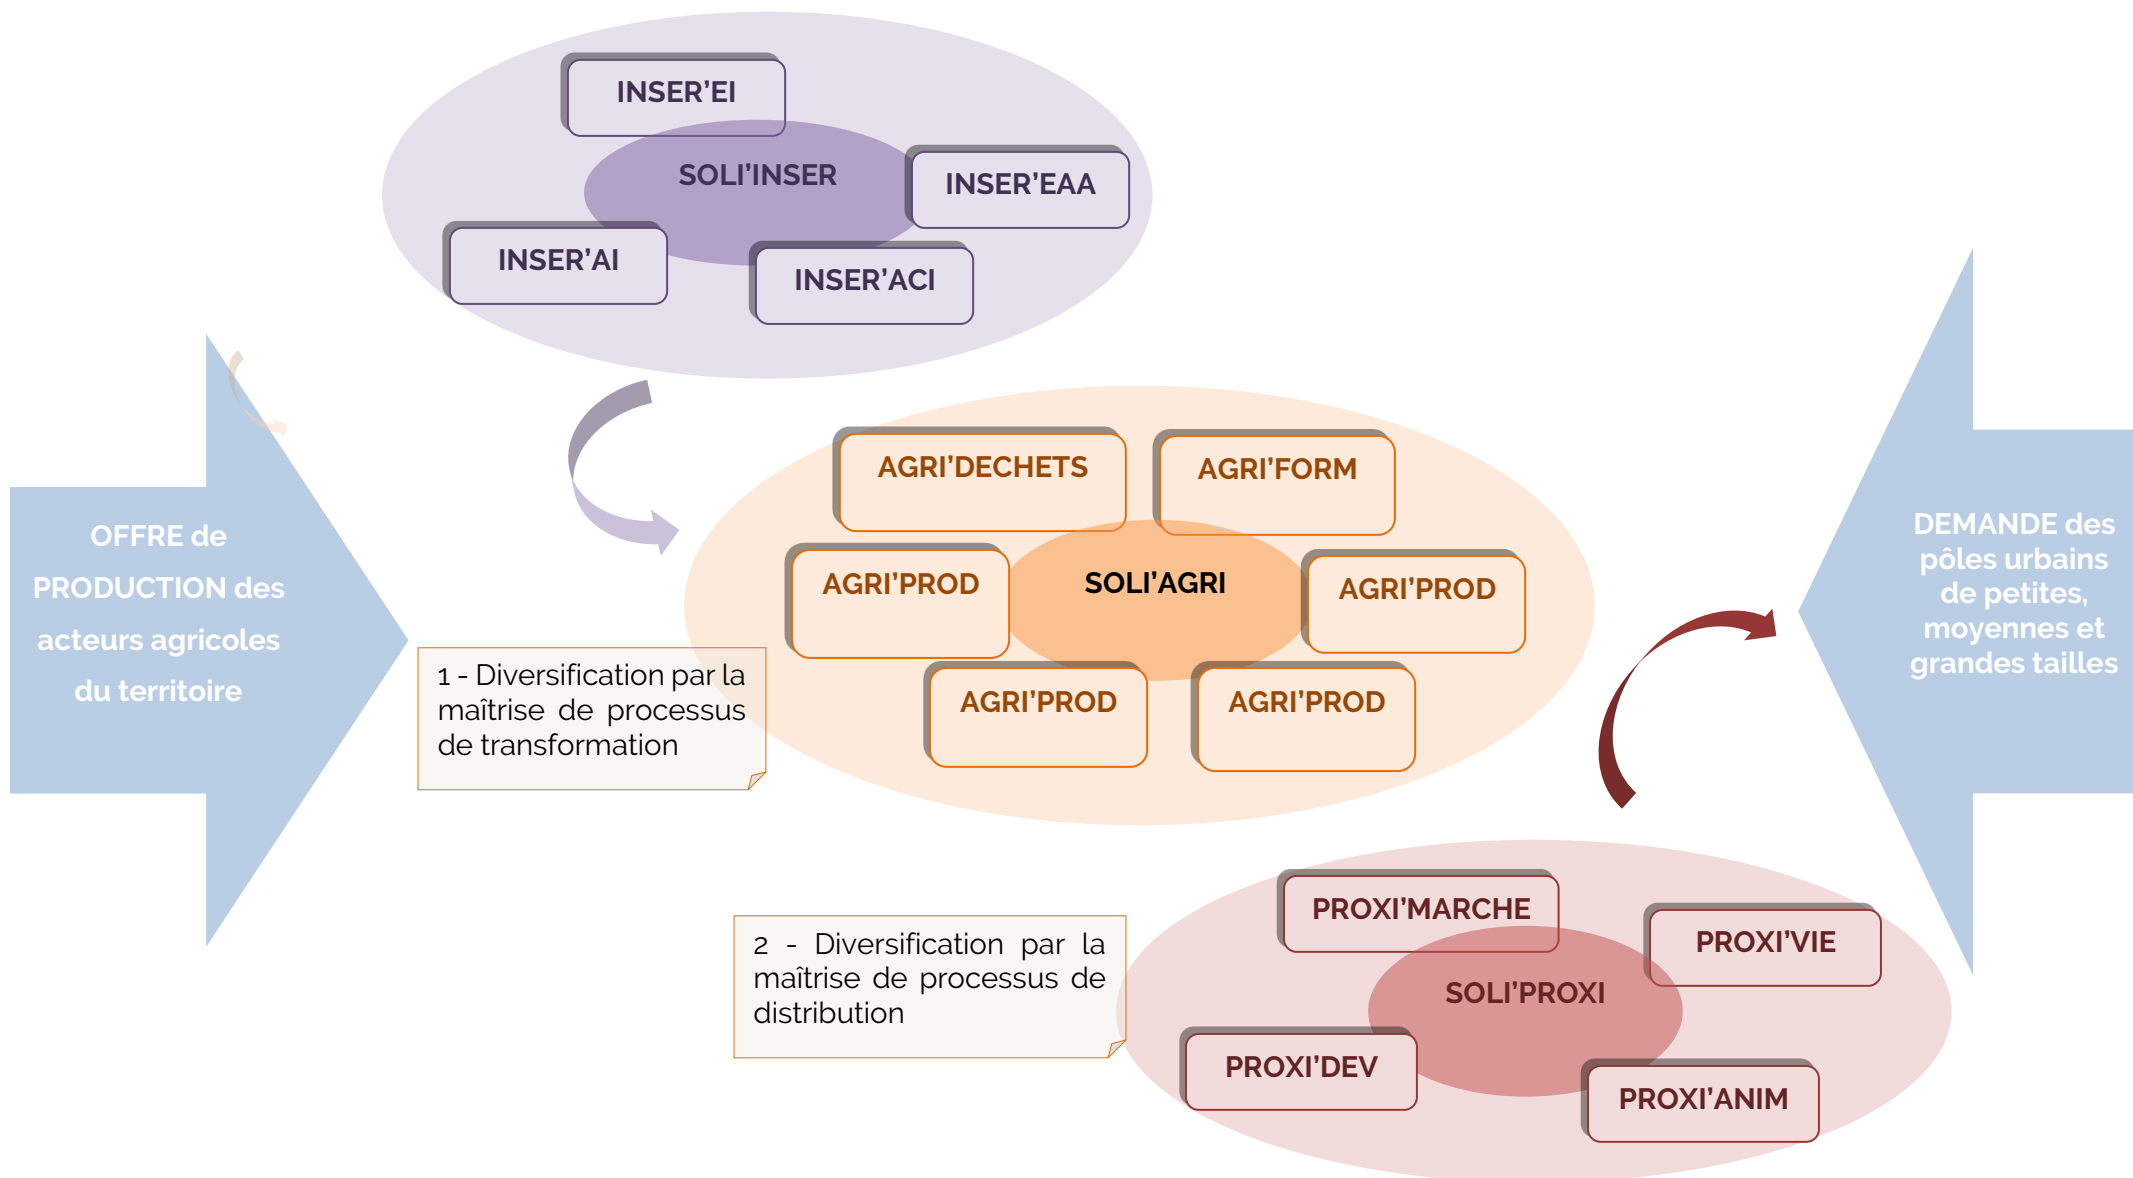 INSER’EI
SOLI’INSER
INSER’EAA
INSER’AI
INSER’ACI
OFFRE de
PRODUCTION des
acteurs agricoles
du territoire
AGRI’DECHETS
AGRI’FORM
AGRI’PROD
SOLI’AGRI
AGRI’PROD
AGRI’PROD
AGRI’PROD
1 - Diversification par la
maîtrise de processus
de transformation
DEMANDE des
pôles urbains
de petites,
moyennes et
grandes tailles
2 - Diversification par la
maîtrise de processus de
distribution
PROXI’MARCHE
PROXI’VIE
SOLI’PROXI
PROXI’DEV
PROXI’ANIM